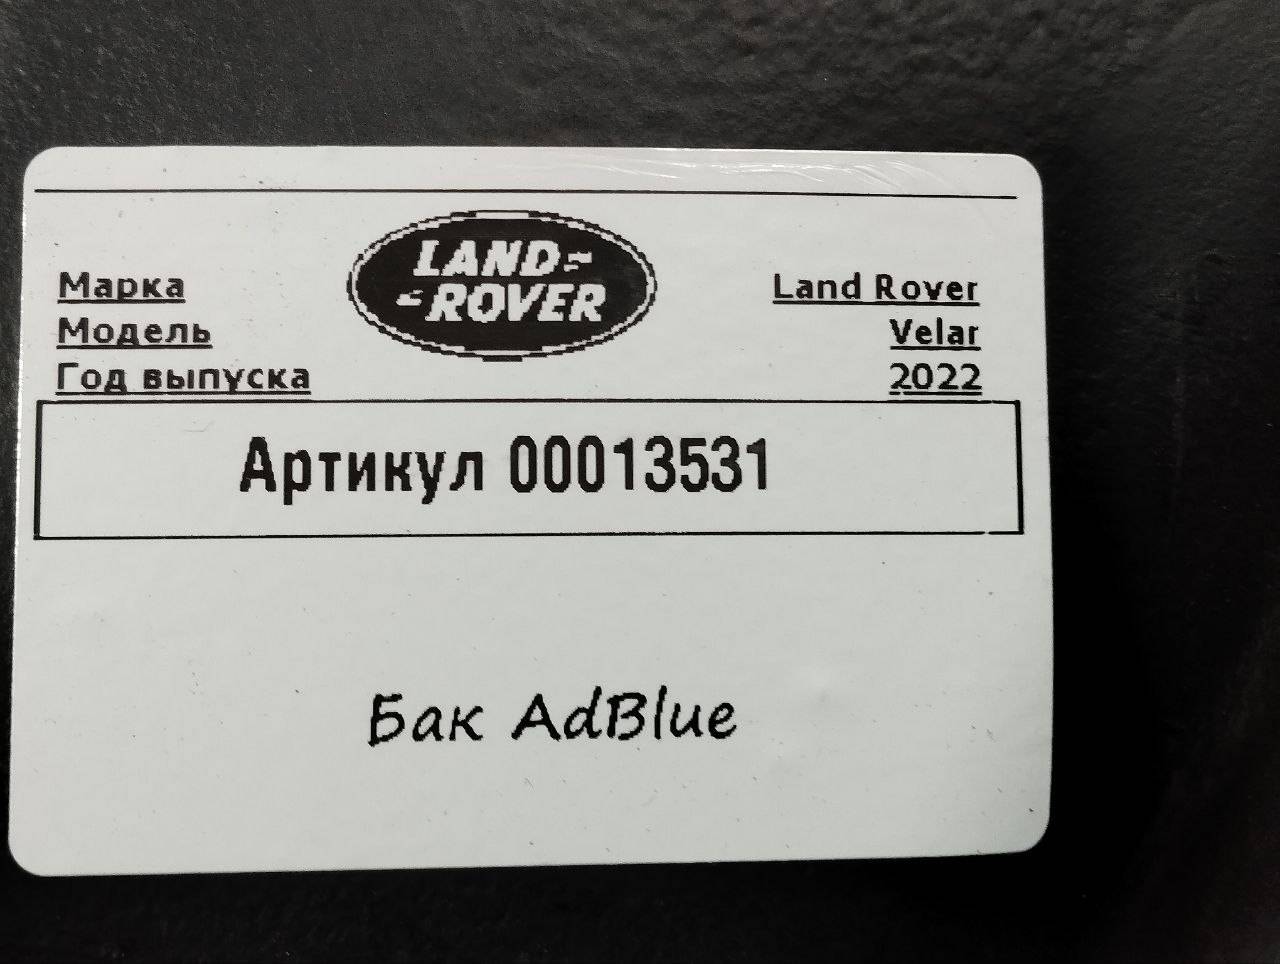 LAND-
-ROVER
Марка Land Rover
Модель Velar
Год выпуска 2022
Артикул 00013531
Бак AdBlue